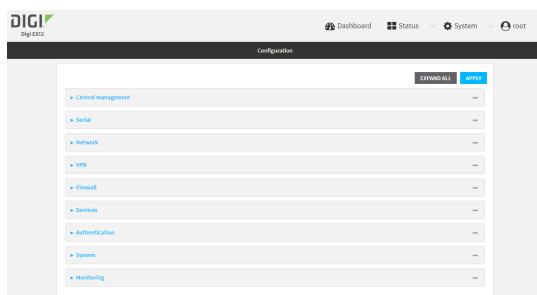 DIGI
Digi EX12
Dashboard
Status
System
root
Configuration
EXPAND ALL
APPLY
Central management
Serial
Network
VPN
Firewall
Services
Authentication
System
Monitoring